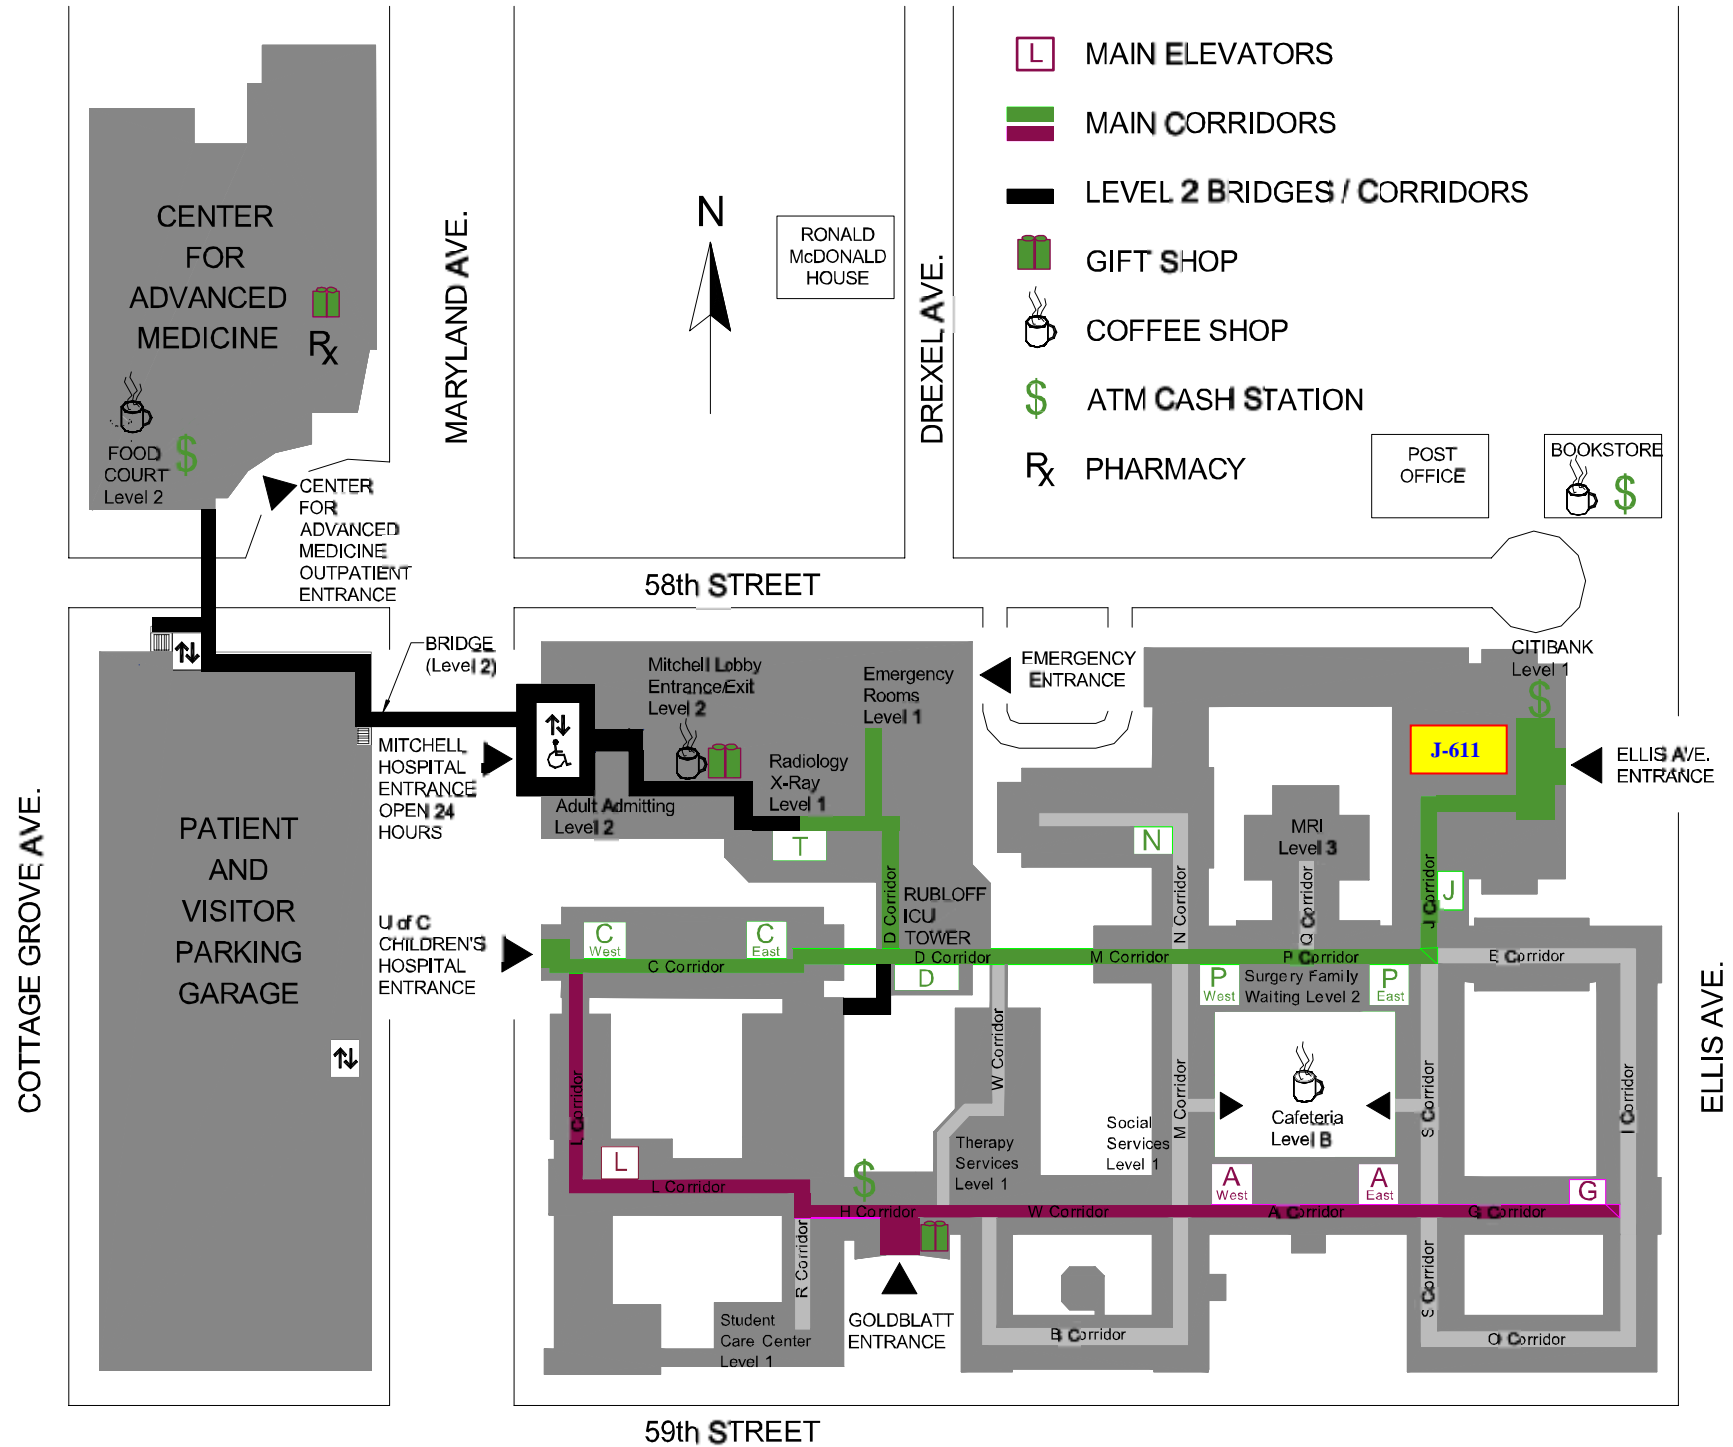 L MAIN ELEVATORS
MAIN CORRIDORS
LEVEL 2 BRIDGES / CORRIDORS
GIFT SHOP
COFFEE SHOP
$ ATM CASH STATION
Rx PHARMACY
N
RONALD
McDONALD
HOUSE
CENTER
FOR
ADVANCED
MEDICINE
Rx
FOOD
COURT
Level 2
$
CENTER
FOR
ADVANCED
MEDICINE
OUTPATIENT
ENTRANCE
MARYLAND AVE.
DREXEL AVE.
POST
OFFICE
BOOKSTORE
$
58th STREET
BRIDGE
(Level 2)
Mitchell Lobby
Entrance/Exit
Level 2
Emergency
Rooms
Level 1
EMERGENCY
ENTRANCE
CITIBANK
Level 1
$
J-611
ELLIS AVE.
ENTRANCE
MITCHELL
HOSPITAL
ENTRANCE
OPEN 24
HOURS
Radiology
X-Ray
Level 1
Adult Admitting
Level 2
T
N
MRI
Level 3
J
COTTAGE GROVE AVE.
PATIENT
AND
VISITOR
PARKING
GARAGE
U of C
CHILDREN'S
HOSPITAL
ENTRANCE
C
West
C
East
D Corridor
RUBLOFF
ICU
TOWER
N Corridor
Q Corridor
J Corridor
C Corridor
D Corridor
M Corridor
P Corridor
E Corridor
D
P
West
Surgery Family
Waiting Level 2
P
East
L Corridor
W Corridor
M Corridor
S Corridor
I Corridor
ELLIS AVE.
Cafeteria
Level B
Social
Services
Level 1
Therapy
Services
Level 1
L
L Corridor
$
A
West
A
East
G
H Corridor
W Corridor
A Corridor
G Corridor
R Corridor
S Corridor
Student
Care Center
Level 1
GOLDBLATT
ENTRANCE
B Corridor
O Corridor
59th STREET